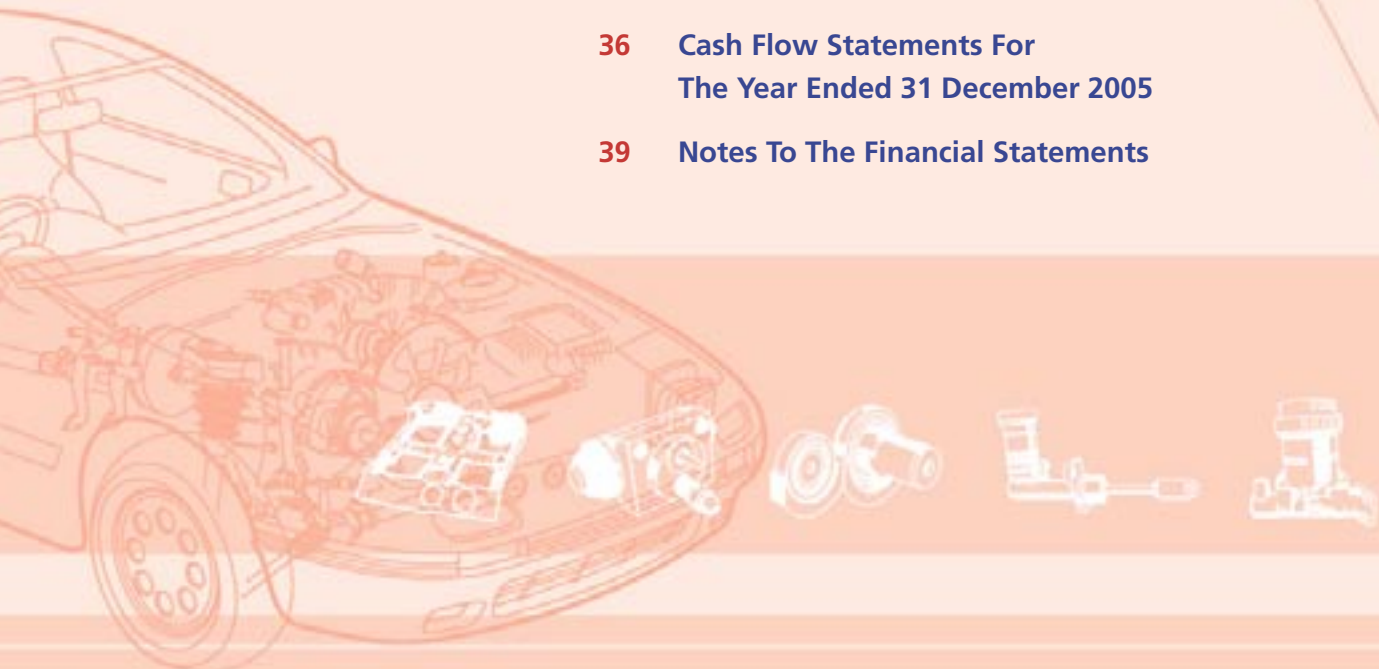 36 Cash Flow Statements For
The Year Ended 31 December 2005
39 Notes To The Financial Statements